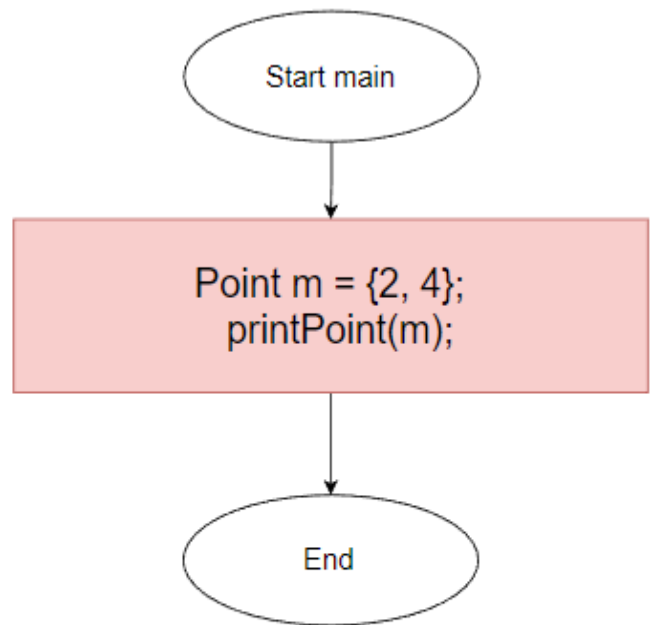 Start main
Point m = {2, 4};
printPoint(m);
End